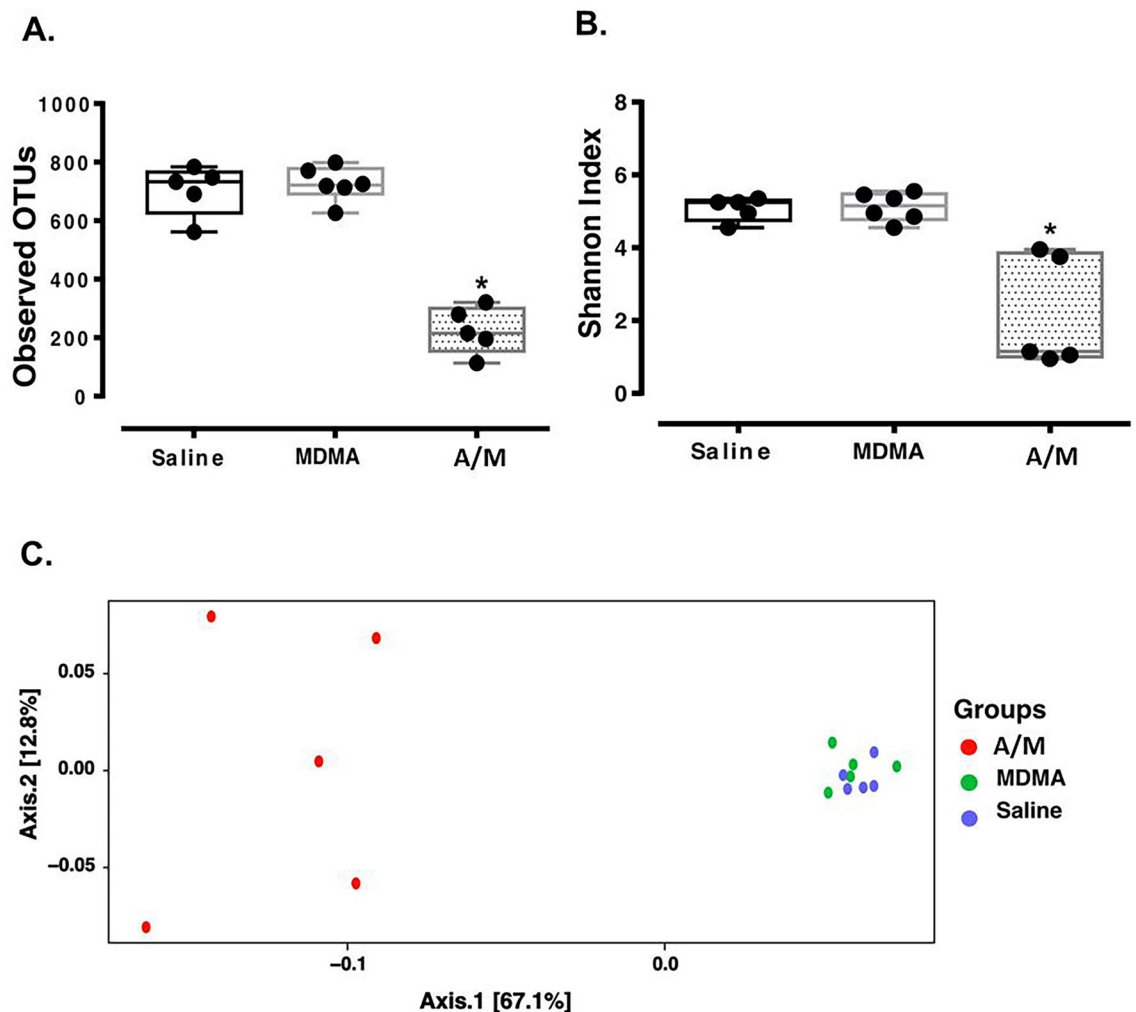 A.
Observed OTUs
1000
800
600
400
200
0
*
Saline MDMA A/M
B.
Shannon Index
8
6
4
2
0
*
Saline MDMA A/M
C.
Axis.2 [12.8%]
0.05
0.00
−0.05
−0.1 0.0
Axis.1 [67.1%]
Groups
A/M
MDMA
Saline